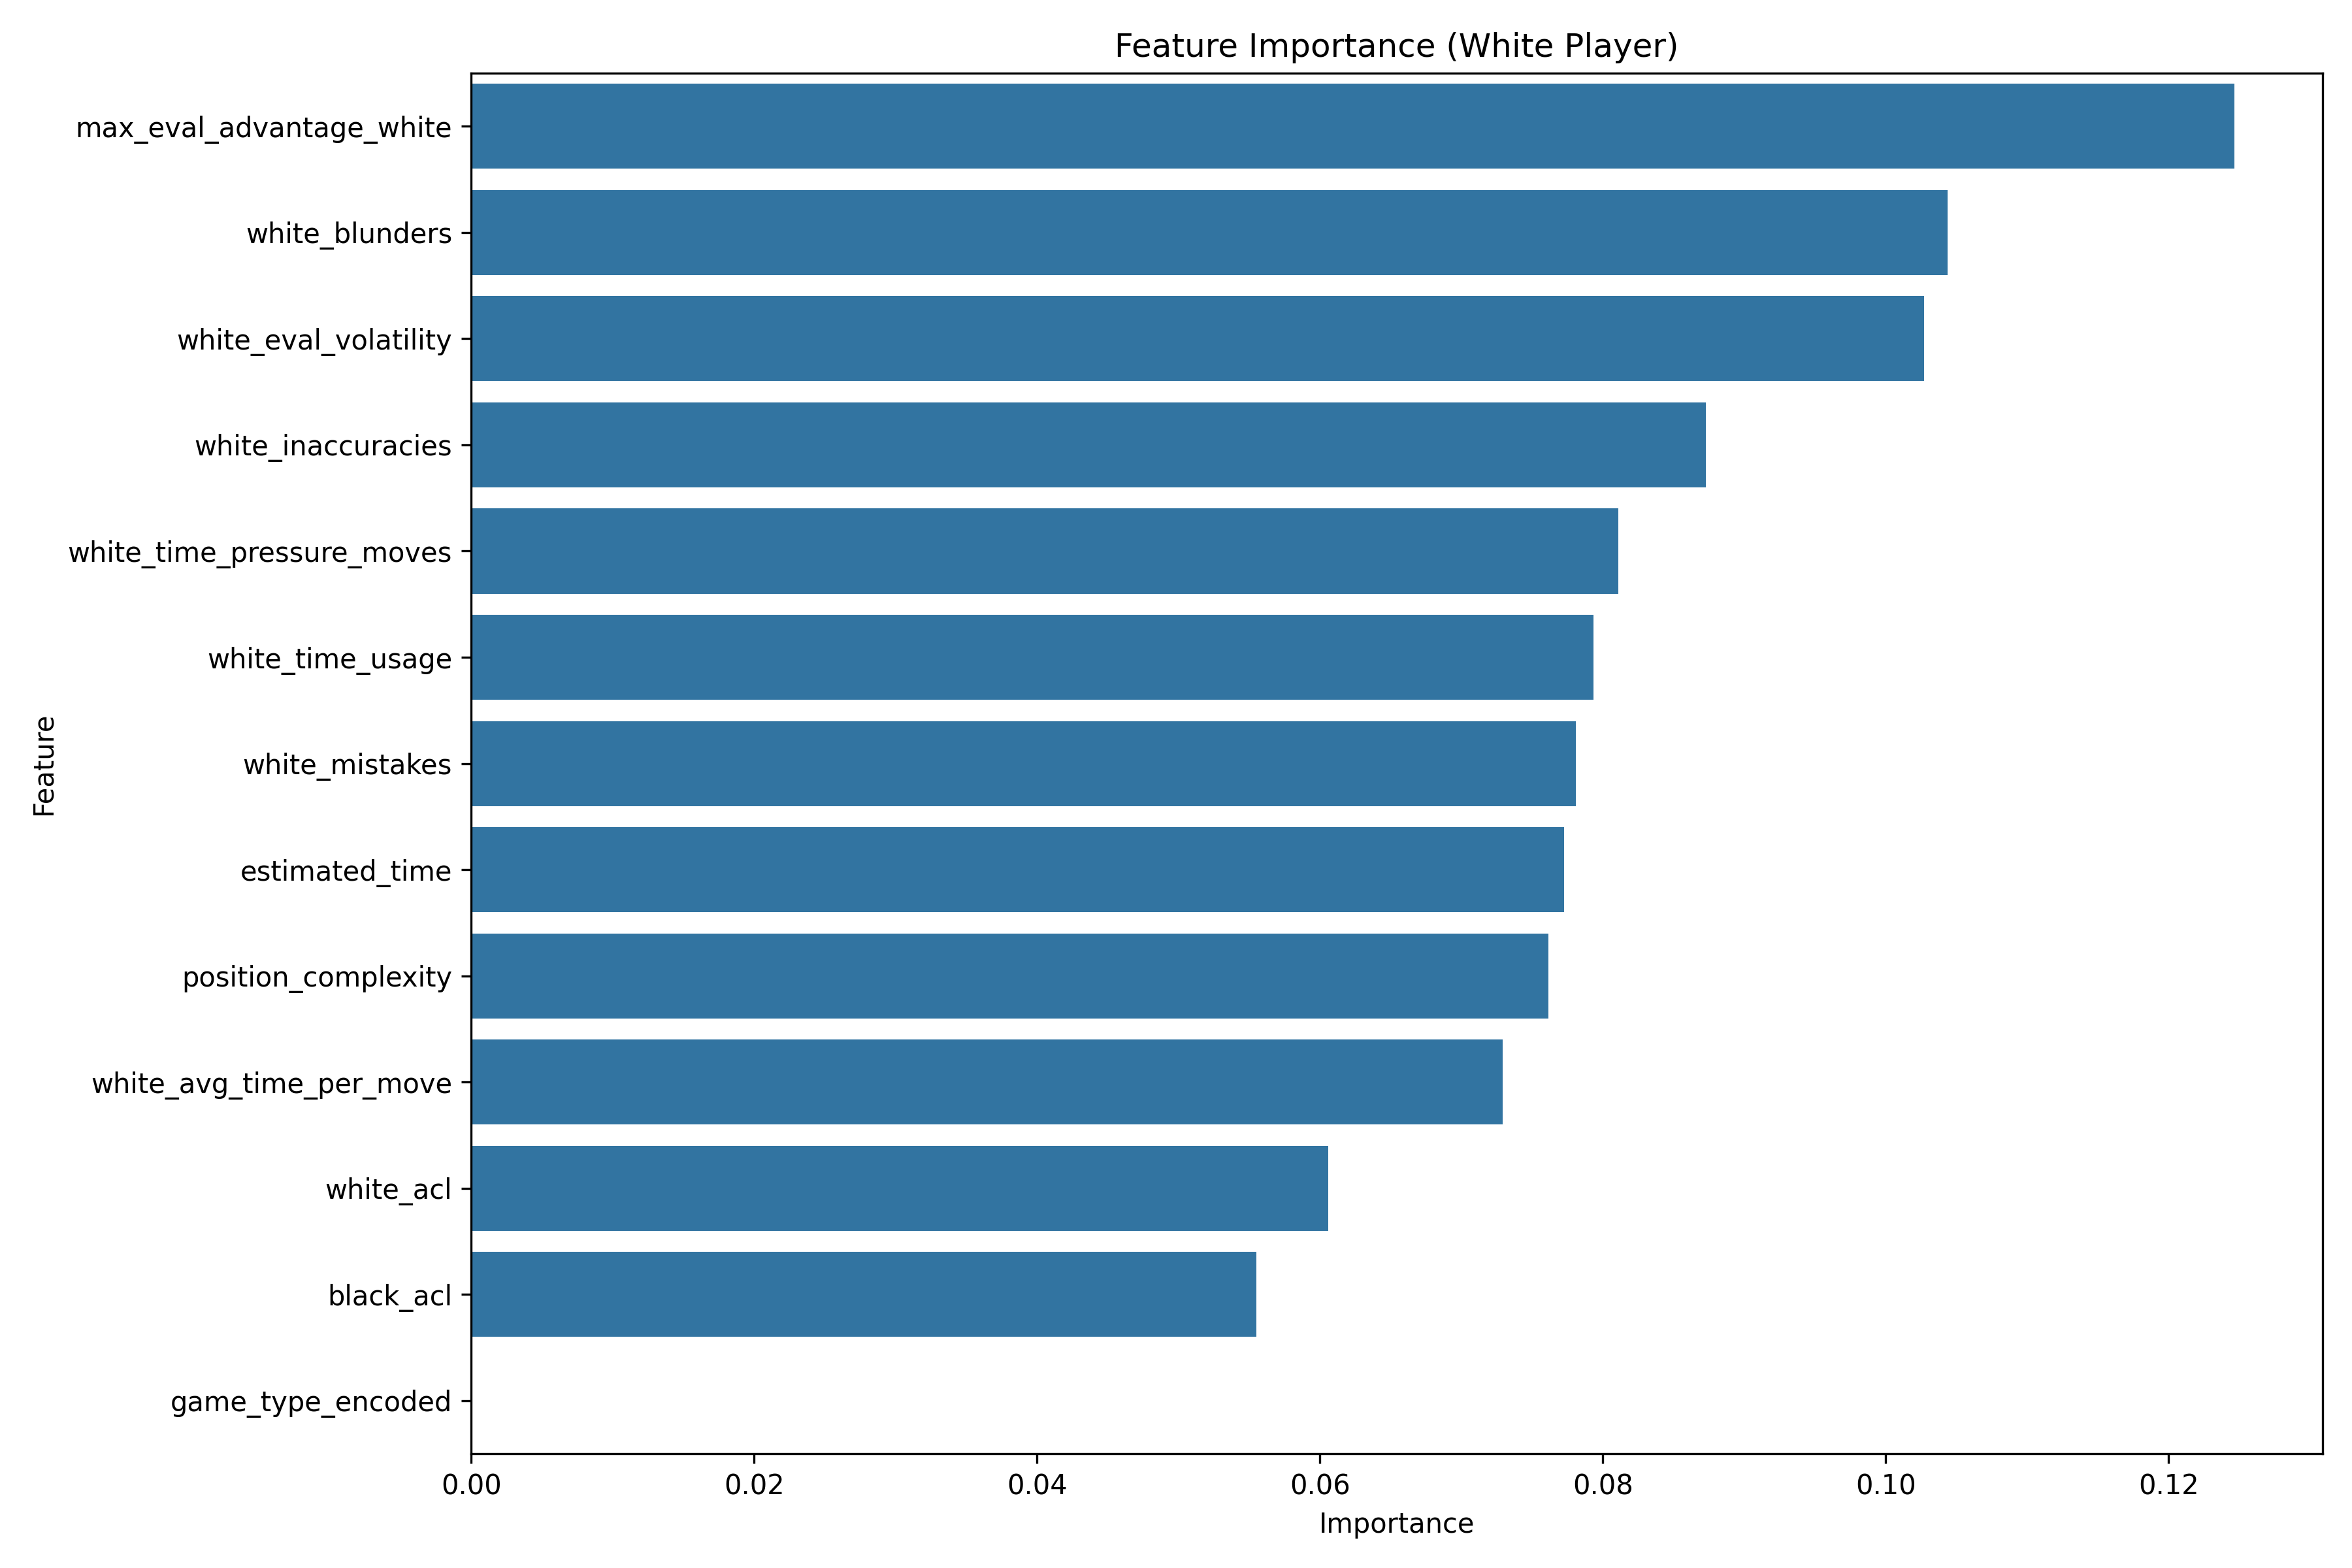 Feature Importance (White Player)
max_eval_advantage_white
white_blunders
white_eval_volatility
white_inaccuracies
white_time_pressure_moves
white_time_usage
white_mistakes
estimated_time
position_complexity
white_avg_time_per_move
white_acl
black_acl
game_type_encoded
Feature
0.00 0.02 0.04 0.06 0.08 0.10 0.12
Importance